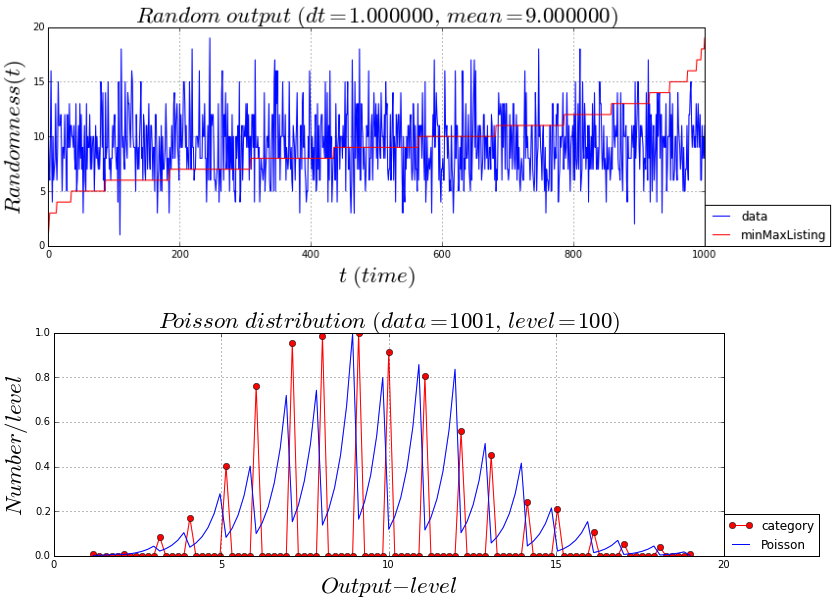 Random output (dt=1.000000, mean=9.000000)
20
15
10
5
0
Randomness(t)
0 200 400 600 800 1000
t (time)
data
minMaxListing
Poisson distribution (data=1001, level=100)
1.0
0.8
0.6
0.4
0.2
0.0
Number/level
0 5 10 15 20
Output−level
category
Poisson